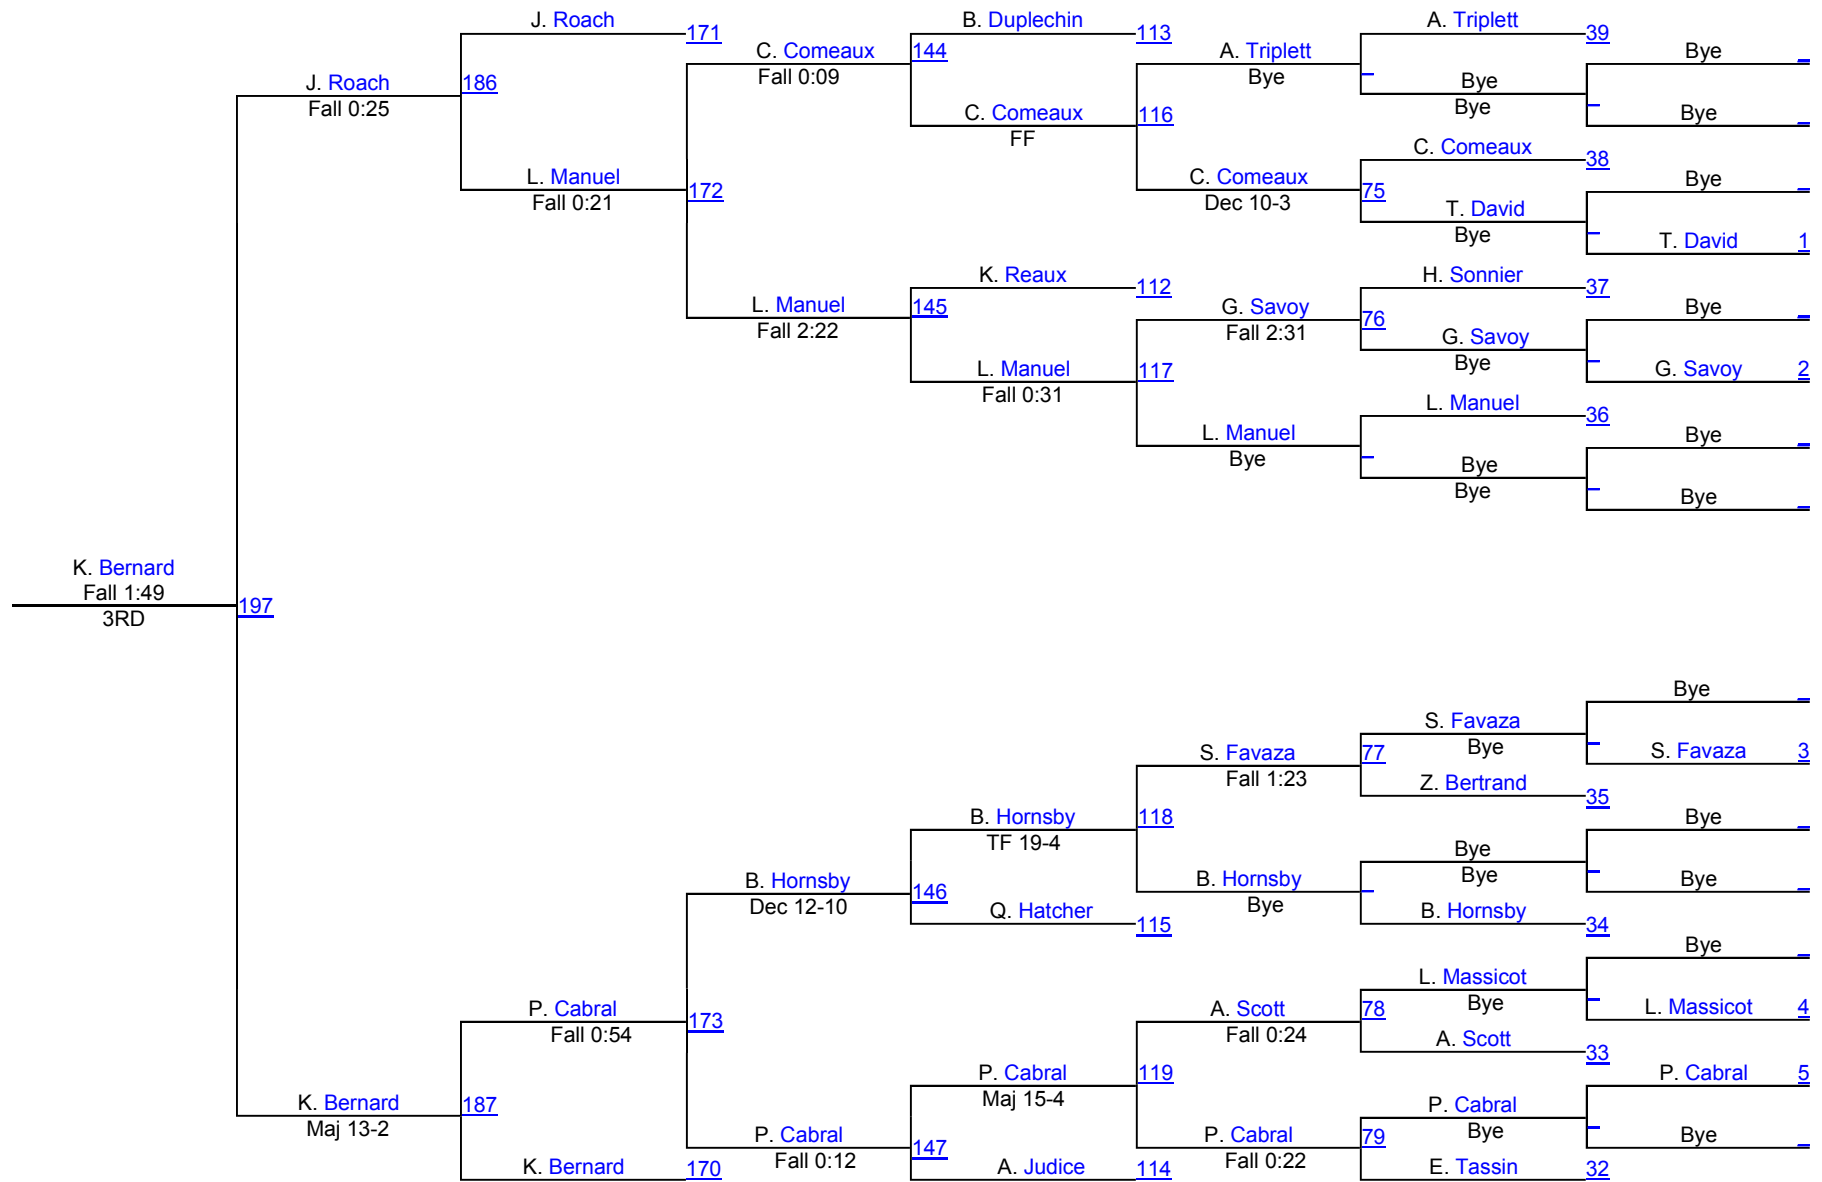 J. Roach
171
J. Roach
Fall 0:25
186
L. Manuel
Fall 0:21
172
C. Comeaux
Fall 0:09
144
B. Duplechin
113
C. Comeaux
FF
116
A. Triplett
Bye
A. Triplett
39
Bye
Bye
Bye
Bye
C. Comeaux
Dec 10-3
75
C. Comeaux
38
T. David
Bye
Bye
T. David 1
L. Manuel
Fall 2:22
145
K. Reaux
112
L. Manuel
Fall 0:31
117
G. Savoy
Fall 2:31
76
H. Sonnier
37
G. Savoy
Bye
Bye
G. Savoy 2
L. Manuel
Bye
L. Manuel
36
Bye
Bye
Bye
Bye
K. Bernard
Fall 1:49
3RD
197
K. Bernard
Maj 13-2
187
P. Cabral
Fall 0:54
173
K. Bernard 170
B. Hornsby
Dec 12-10
146
B. Hornsby
TF 19-4
118
Q. Hatcher
115
S. Favaza
Fall 1:23
77
S. Favaza
Bye
Bye
S. Favaza 3
Z. Bertrand
35
B. Hornsby
Bye
Bye
Bye
Bye
Bye
B. Hornsby
34
P. Cabral
Fall 0:12
147
P. Cabral
Maj 15-4
119
A. Judice 114
A. Scott
Fall 0:24
78
L. Massicot
Bye
Bye
L. Massicot 4
A. Scott
33
P. Cabral
Fall 0:22
79
P. Cabral
Bye
P. Cabral 5
Bye
E. Tassin 32